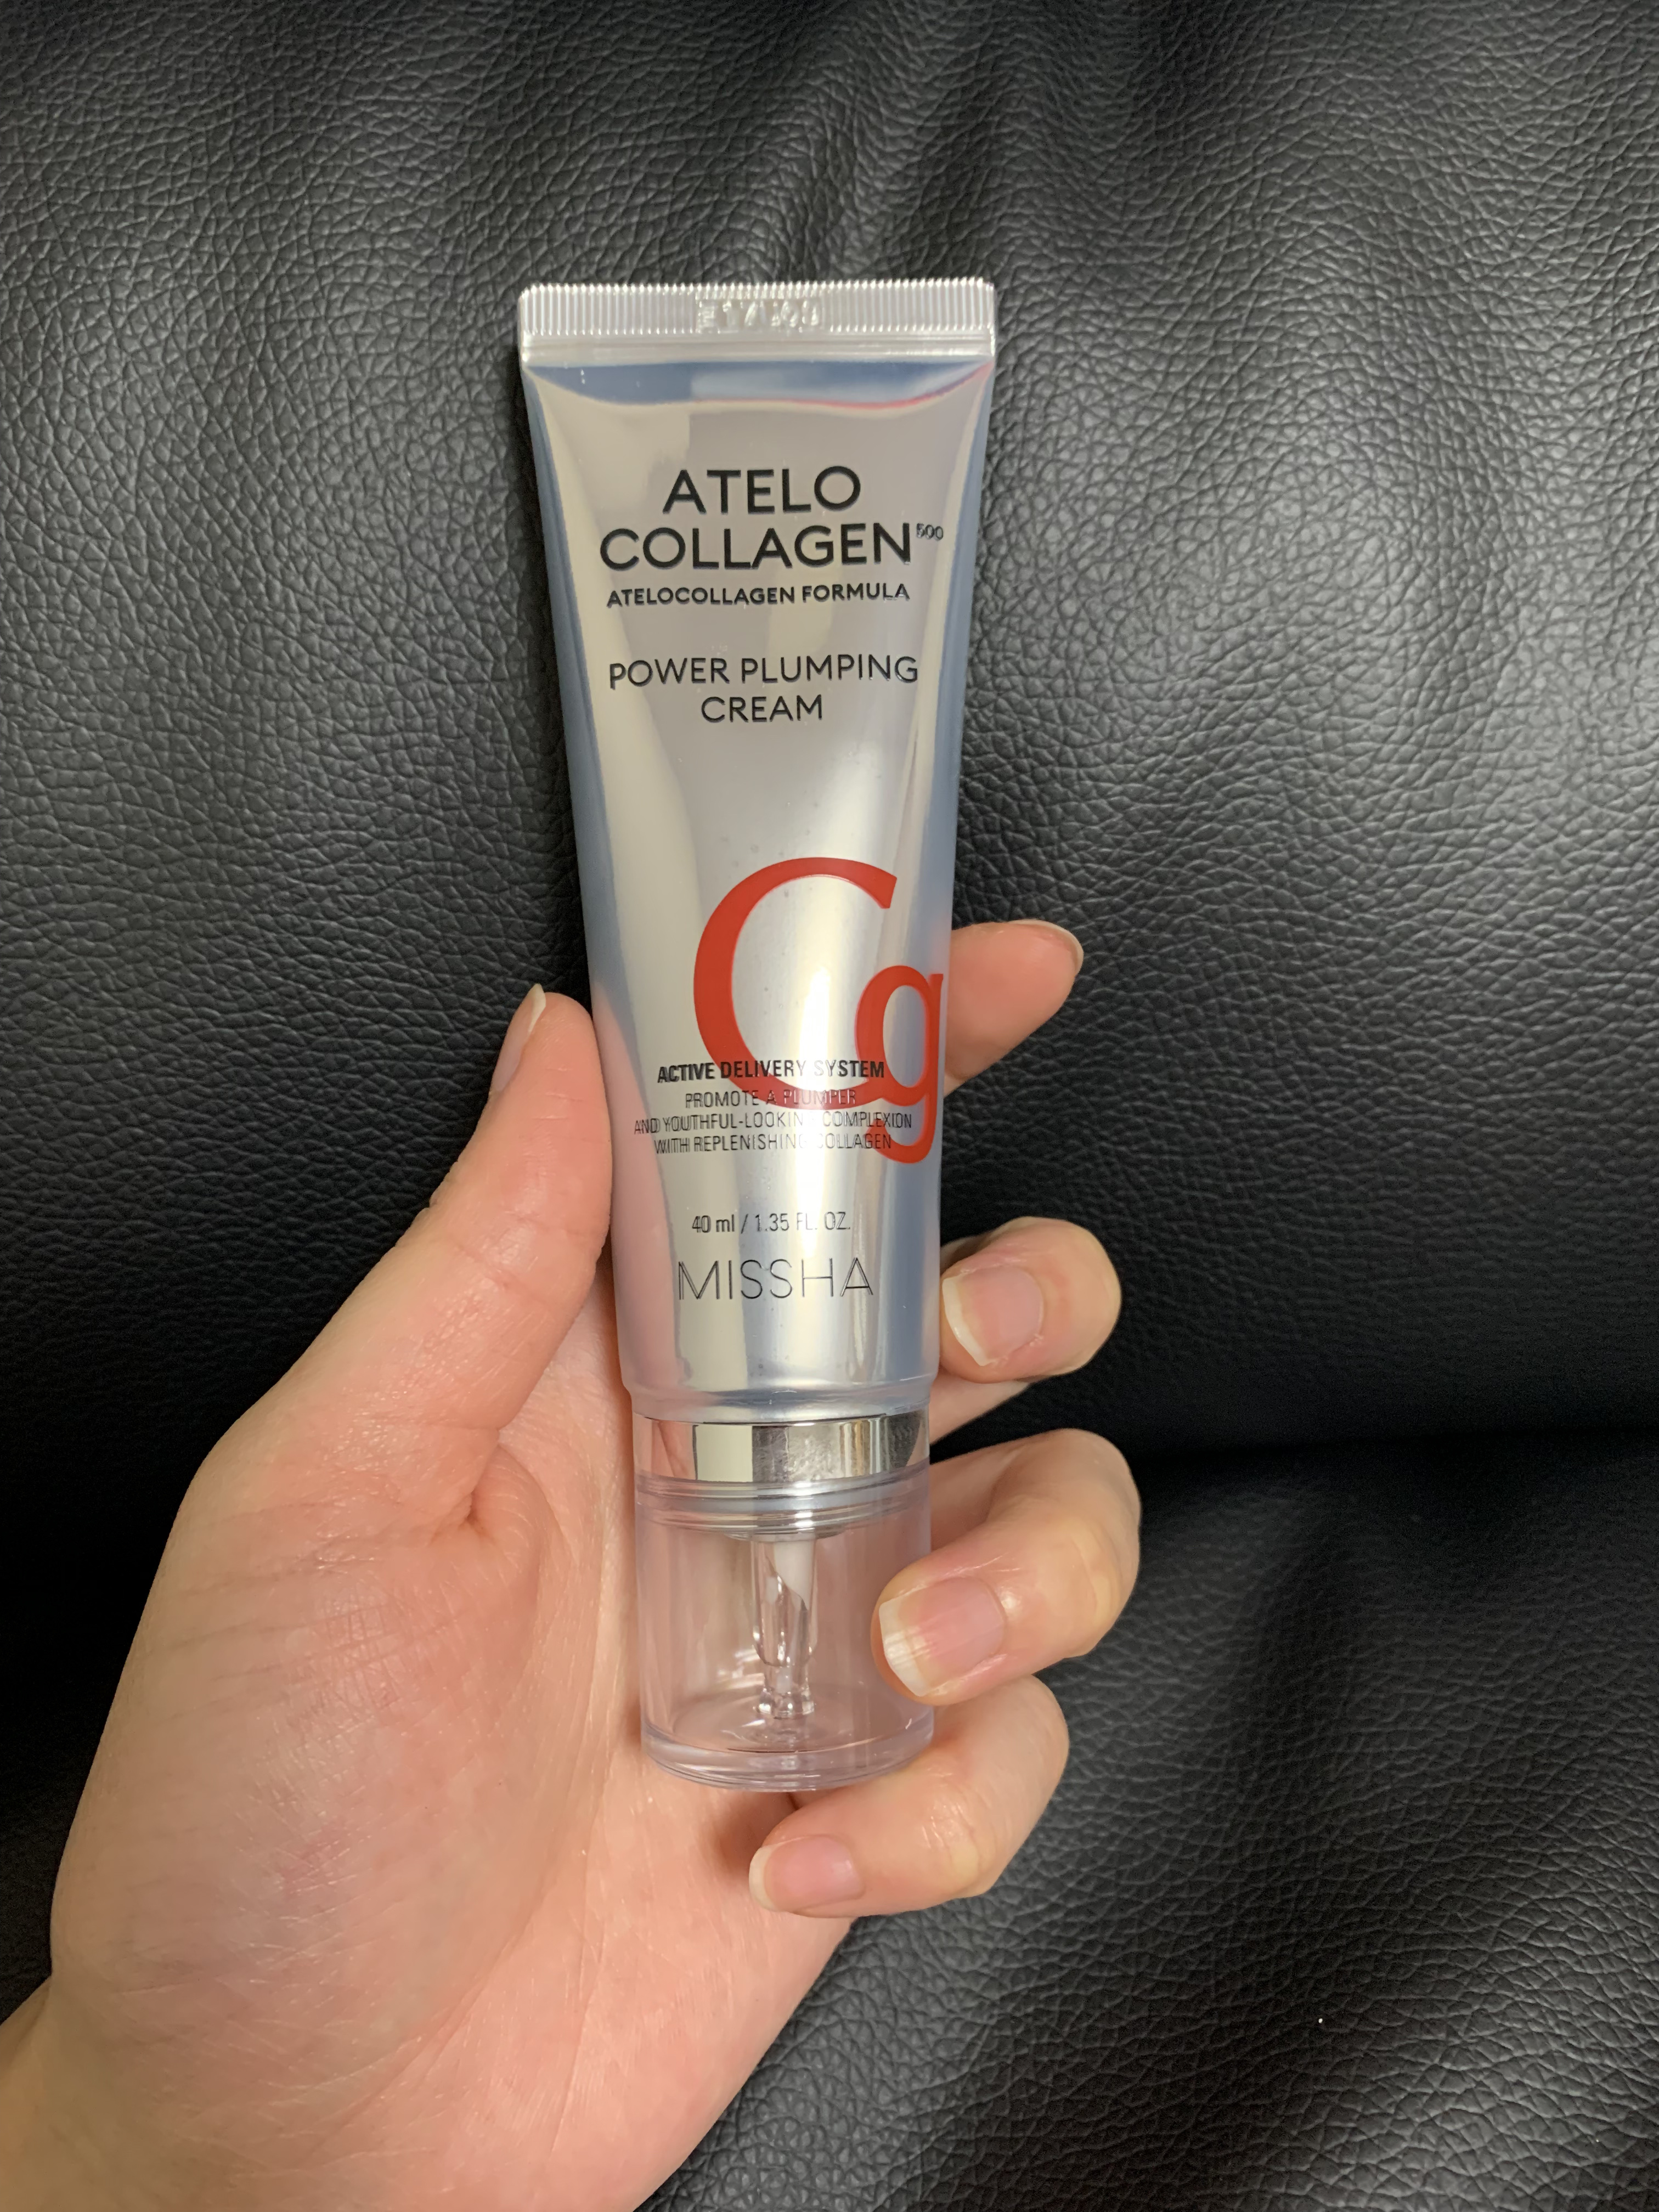 ATELO
COLLAGEN⁵⁰⁰
ATELOCOLLAGEN FORMULA
POWER PLUMPING
CREAM
Cg
ACTIVE DELIVERY SYSTEM
PROMOTE A PLUMPER
AND YOUTHFUL-LOOKING COMPLEXION
WITH REPLENISHING COLLAGEN
40 ml / 1.35 FL. OZ.
MISSHA